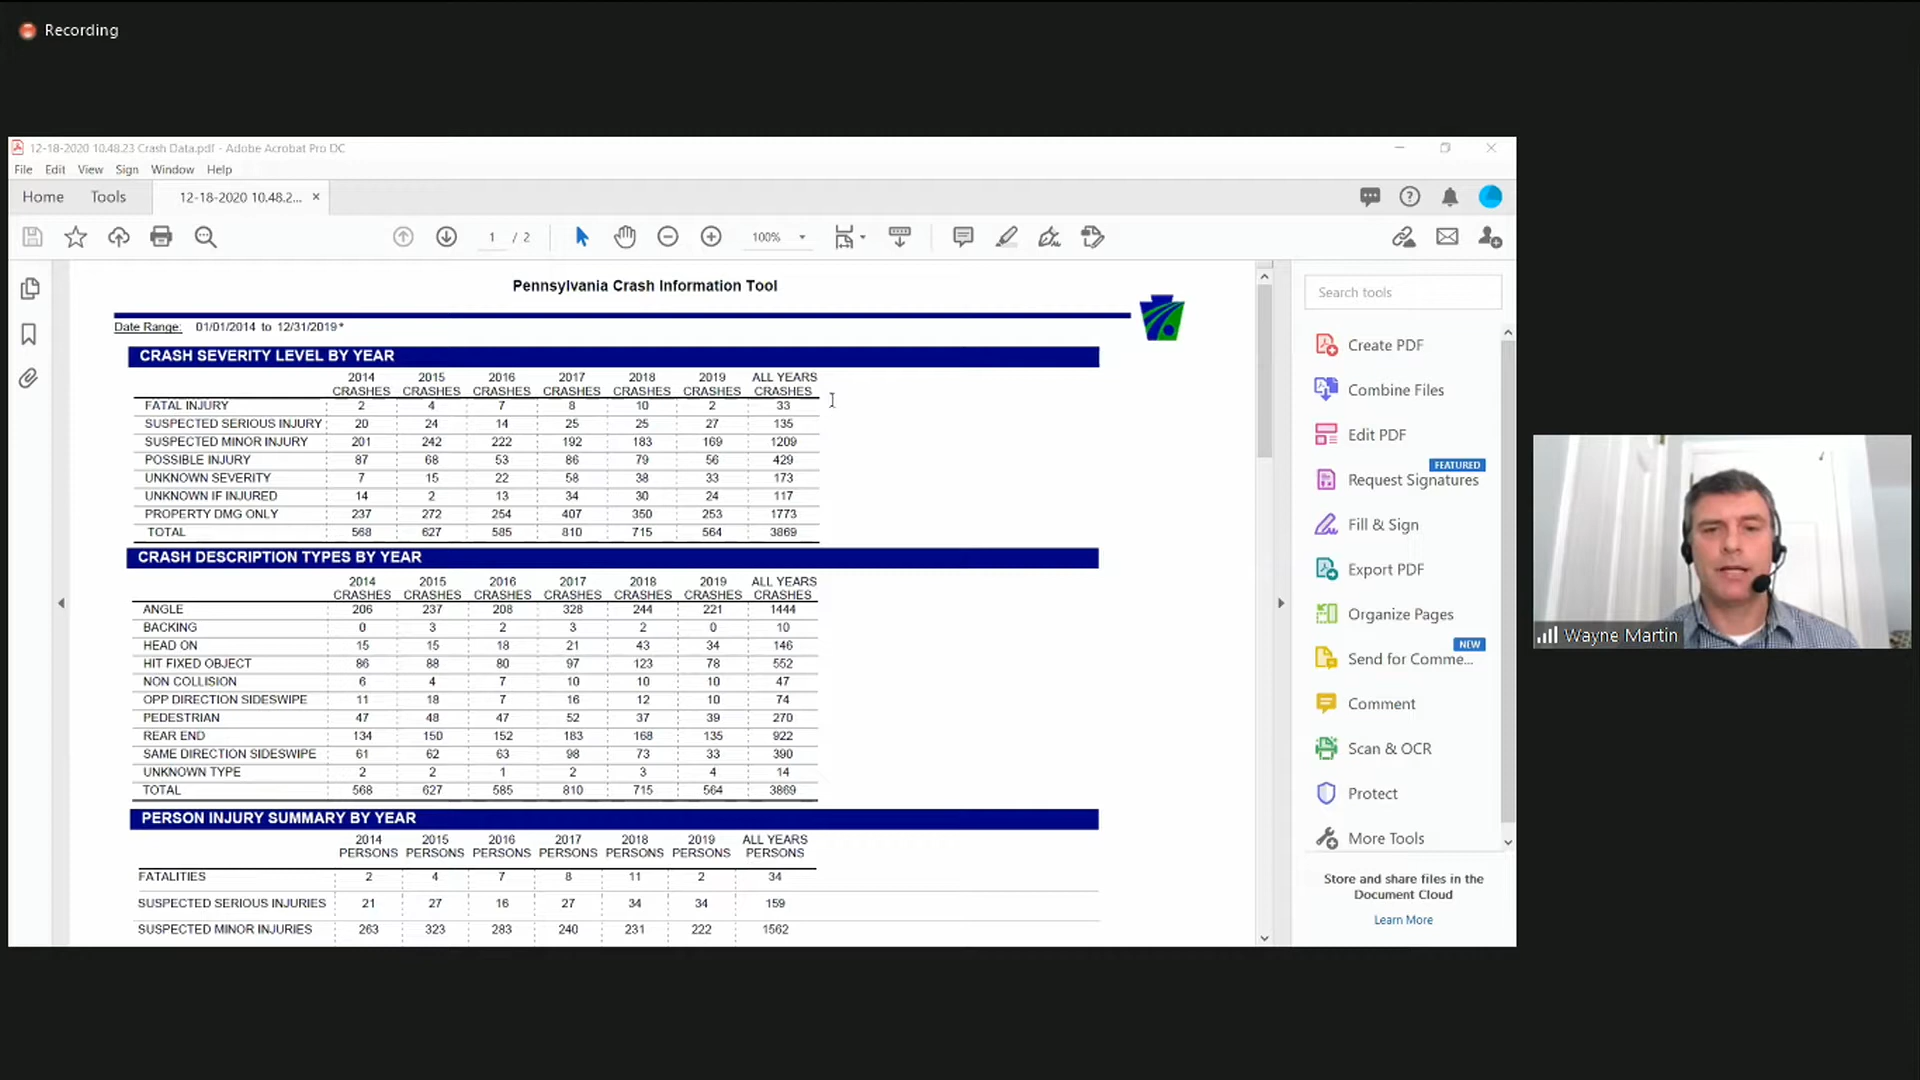 Recording
12-18-2020 10.48.23 Crash Data.pdf - Adobe Acrobat Pro DC
File Edit View Sign Window Help
Home Tools 12-18-2020 10.48.2... ×
1 / 2 100%
Pennsylvania Crash Information Tool
Date Range: 01/01/2014 to 12/31/2019*
CRASH SEVERITY LEVEL BY YEAR
2014 2015 2016 2017 2018 2019 ALL YEARS
CRASHES CRASHES CRASHES CRASHES CRASHES CRASHES CRASHES
FATAL INJURY 2 4 7 8 10 2 33
SUSPECTED SERIOUS INJURY 20 24 14 25 25 27 135
SUSPECTED MINOR INJURY 201 242 222 192 183 169 1209
POSSIBLE INJURY 87 68 53 86 79 56 429
UNKNOWN SEVERITY 7 15 22 58 38 33 173
UNKNOWN IF INJURED 14 2 13 34 30 24 117
PROPERTY DMG ONLY 237 272 254 407 350 253 1773
TOTAL 568 627 585 810 715 564 3869
CRASH DESCRIPTION TYPES BY YEAR
2014 2015 2016 2017 2018 2019 ALL YEARS
CRASHES CRASHES CRASHES CRASHES CRASHES CRASHES CRASHES
ANGLE 206 237 208 328 244 221 1444
BACKING 0 3 2 3 2 0 10
HEAD ON 15 15 18 21 43 34 146
HIT FIXED OBJECT 86 88 80 97 123 78 552
NON COLLISION 6 4 7 10 10 10 47
OPP DIRECTION SIDESWIPE 11 18 7 16 12 10 74
PEDESTRIAN 47 48 47 52 37 39 270
REAR END 134 150 152 183 168 135 922
SAME DIRECTION SIDESWIPE 61 62 63 98 73 33 390
UNKNOWN TYPE 2 2 1 2 3 4 14
TOTAL 568 627 585 810 715 564 3869
PERSON INJURY SUMMARY BY YEAR
2014 2015 2016 2017 2018 2019 ALL YEARS
PERSONS PERSONS PERSONS PERSONS PERSONS PERSONS PERSONS
FATALITIES 2 4 7 8 11 2 34
SUSPECTED SERIOUS INJURIES 21 27 16 27 34 34 159
SUSPECTED MINOR INJURIES 263 323 283 240 231 222 1562
Search tools
Create PDF
Combine Files
Edit PDF
FEATURED
Request Signatures
Fill & Sign
Export PDF
Organize Pages
NEW
Send for Comme...
Comment
Scan & OCR
Protect
More Tools
Store and share files in the
Document Cloud
Learn More
Wayne Martin